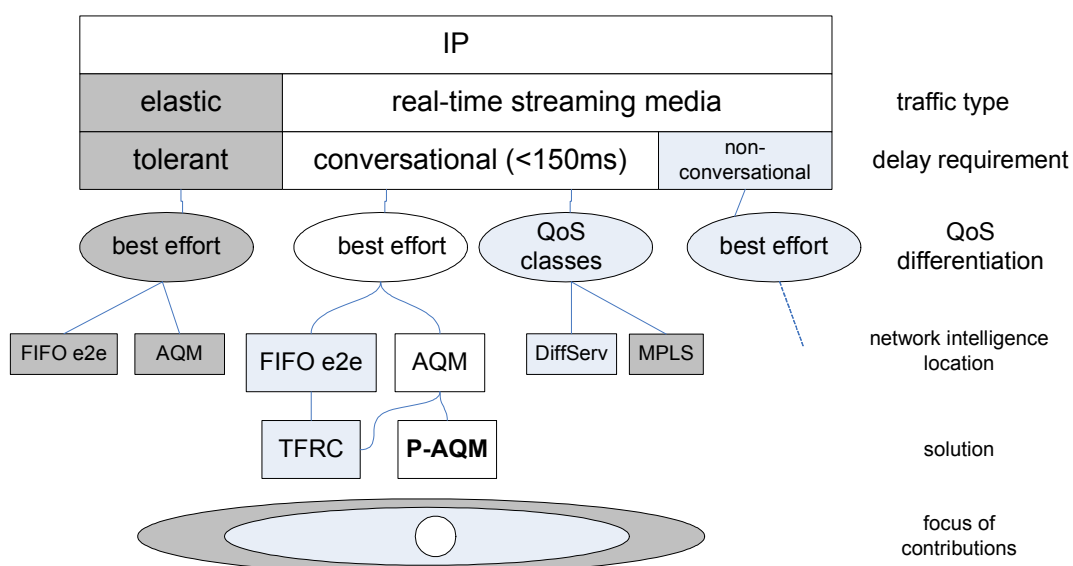 IP
elastic
real-time streaming media
traffic type
tolerant
conversational (<150ms)
non-
conversational
delay requirement
best effort
best effort
QoS
classes
best effort
QoS
differentiation
FIFO e2e
AQM
FIFO e2e
AQM
DiffServ
MPLS
network intelligence
location
TFRC
P-AQM
solution
focus of
contributions